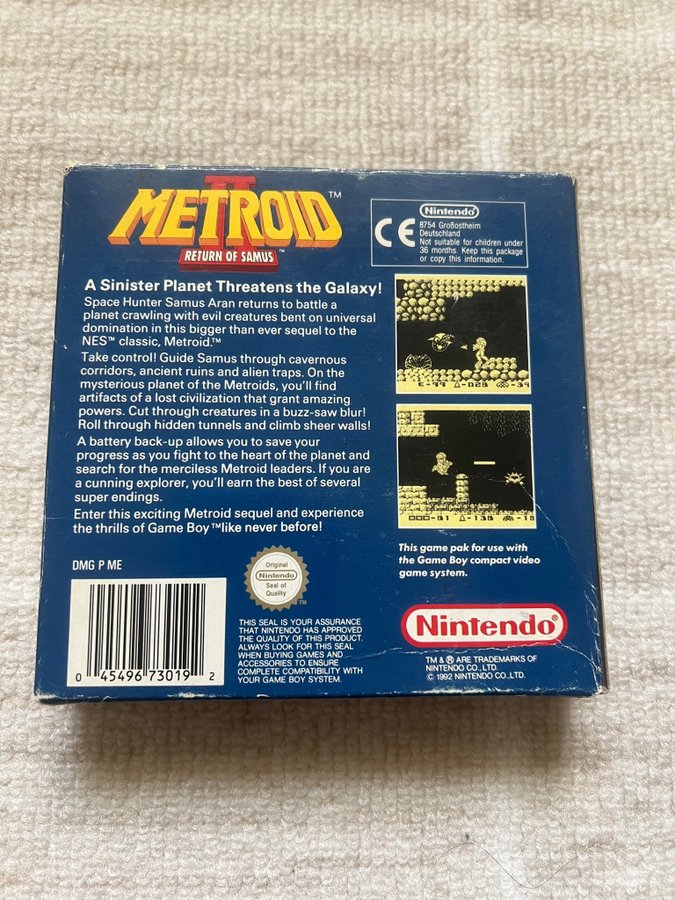 METROID™
II
RETURN OF SAMUS™
Nintendo
CE
8754 Großostheim
Deutschland
Not suitable for children under
36 months. Keep this package
or copy this information.
A Sinister Planet Threatens the Galaxy!
Space Hunter Samus Aran returns to battle a
planet crawling with evil creatures bent on universal
domination in this bigger than ever sequel to the
NES™ classic, Metroid.™
Take control! Guide Samus through cavernous
corridors, ancient ruins and alien traps. On the
mysterious planet of the Metroids, you'll find
artifacts of a lost civilization that grant amazing
powers. Cut through creatures in a buzz-saw blur!
Roll through hidden tunnels and climb sheer walls!
A battery back-up allows you to save your
progress as you fight to the heart of the planet and
search for the merciless Metroid leaders. If you are
a cunning explorer, you'll earn the best of several
super endings.
Enter this exciting Metroid sequel and experience
the thrills of Game Boy™ like never before!
E-99 -028 -39
-91 -138 -18
This game pak for use with
the Game Boy compact video
game system.
DMG P ME
0 45496 73019 2
Original
Nintendo
Seal of
Quality
TM
THIS SEAL IS YOUR ASSURANCE
THAT NINTENDO HAS APPROVED
THE QUALITY OF THIS PRODUCT.
ALWAYS LOOK FOR THIS SEAL
WHEN BUYING GAMES AND
ACCESSORIES TO ENSURE
COMPLETE COMPATIBILITY WITH
YOUR GAME BOY SYSTEM.
Nintendo®
TM & ® ARE TRADEMARKS OF
NINTENDO CO., LTD.
© 1992 NINTENDO CO.,LTD.